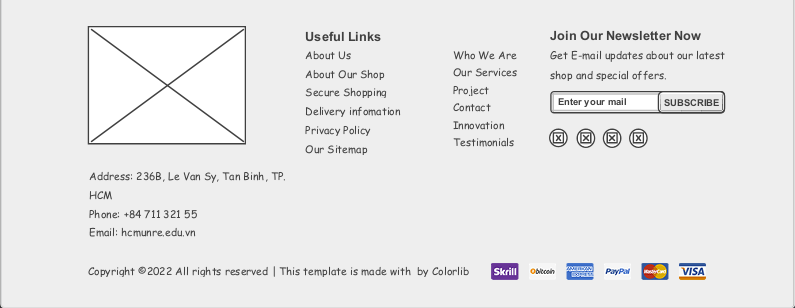 Useful Links
About Us
About Our Shop
Secure Shopping
Delivery infomation
Privacy Policy
Our Sitemap
Who We Are
Our Services
Project
Contact
Innovation
Testimonials
Join Our Newsletter Now
Get E-mail updates about our latest
shop and special offers.
Enter your mail
SUBSCRIBE
Address: 236B, Le Van Sy, Tan Binh, TP.
HCM
Phone: +84 711 321 55
Email: hcmunre.edu.vn
Copyright ©2022 All rights reserved | This template is made with by Colorlib
Skrill
bitcoin
AMERICAN EXPRESS
PayPal
MasterCard
VISA